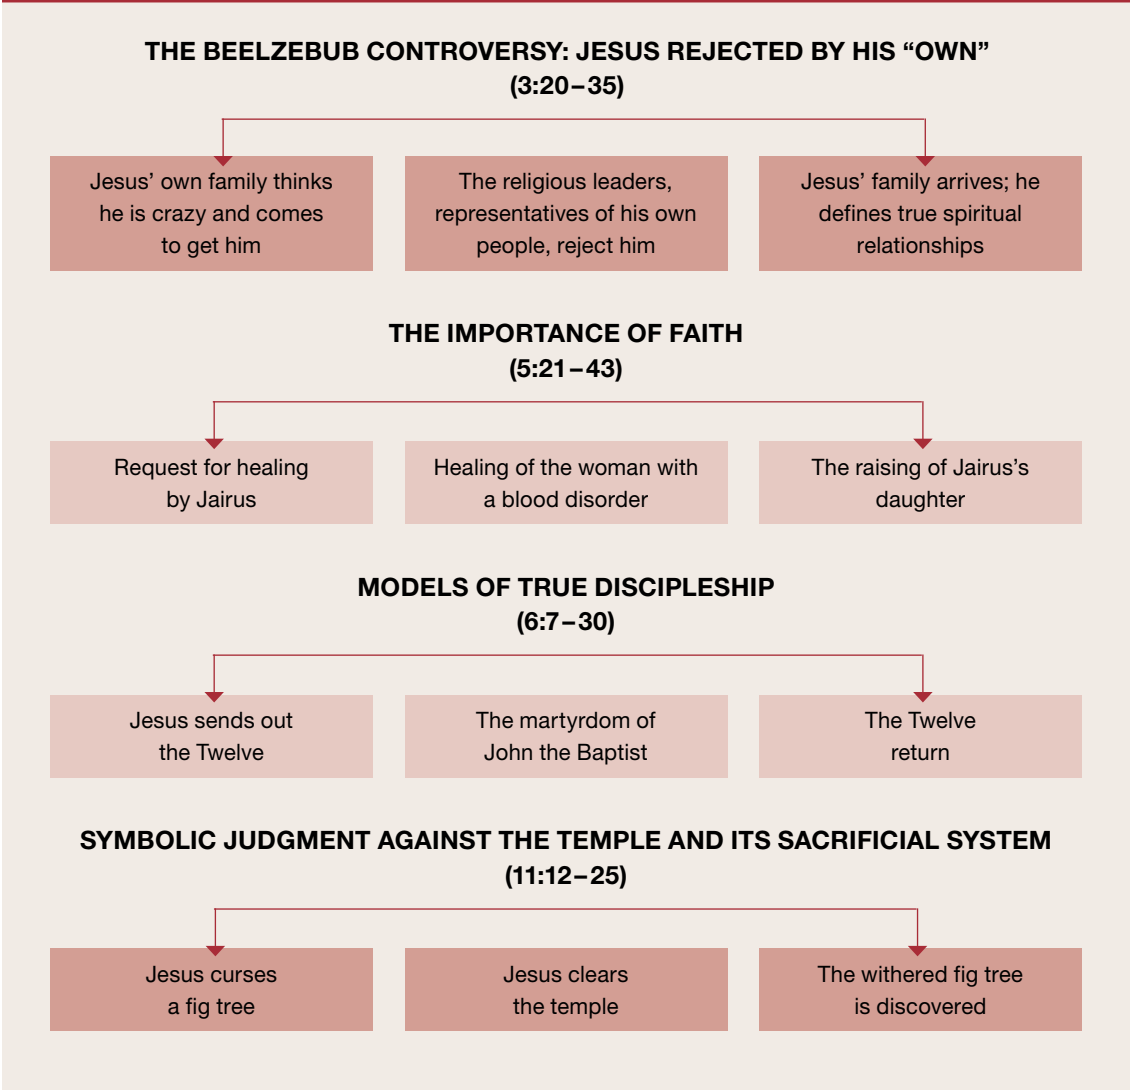 THE BEELZEBUB CONTROVERSY: JESUS REJECTED BY HIS “OWN”
(3:20–35)
Jesus’ own family thinks
he is crazy and comes
to get him
The religious leaders,
representatives of his own
people, reject him
Jesus’ family arrives; he
defines true spiritual
relationships
THE IMPORTANCE OF FAITH
(5:21–43)
Request for healing
by Jairus
Healing of the woman with
a blood disorder
The raising of Jairus’s
daughter
MODELS OF TRUE DISCIPLESHIP
(6:7–30)
Jesus sends out
the Twelve
The martyrdom of
John the Baptist
The Twelve
return
SYMBOLIC JUDGMENT AGAINST THE TEMPLE AND ITS SACRIFICIAL SYSTEM
(11:12–25)
Jesus curses
a fig tree
Jesus clears
the temple
The withered fig tree
is discovered